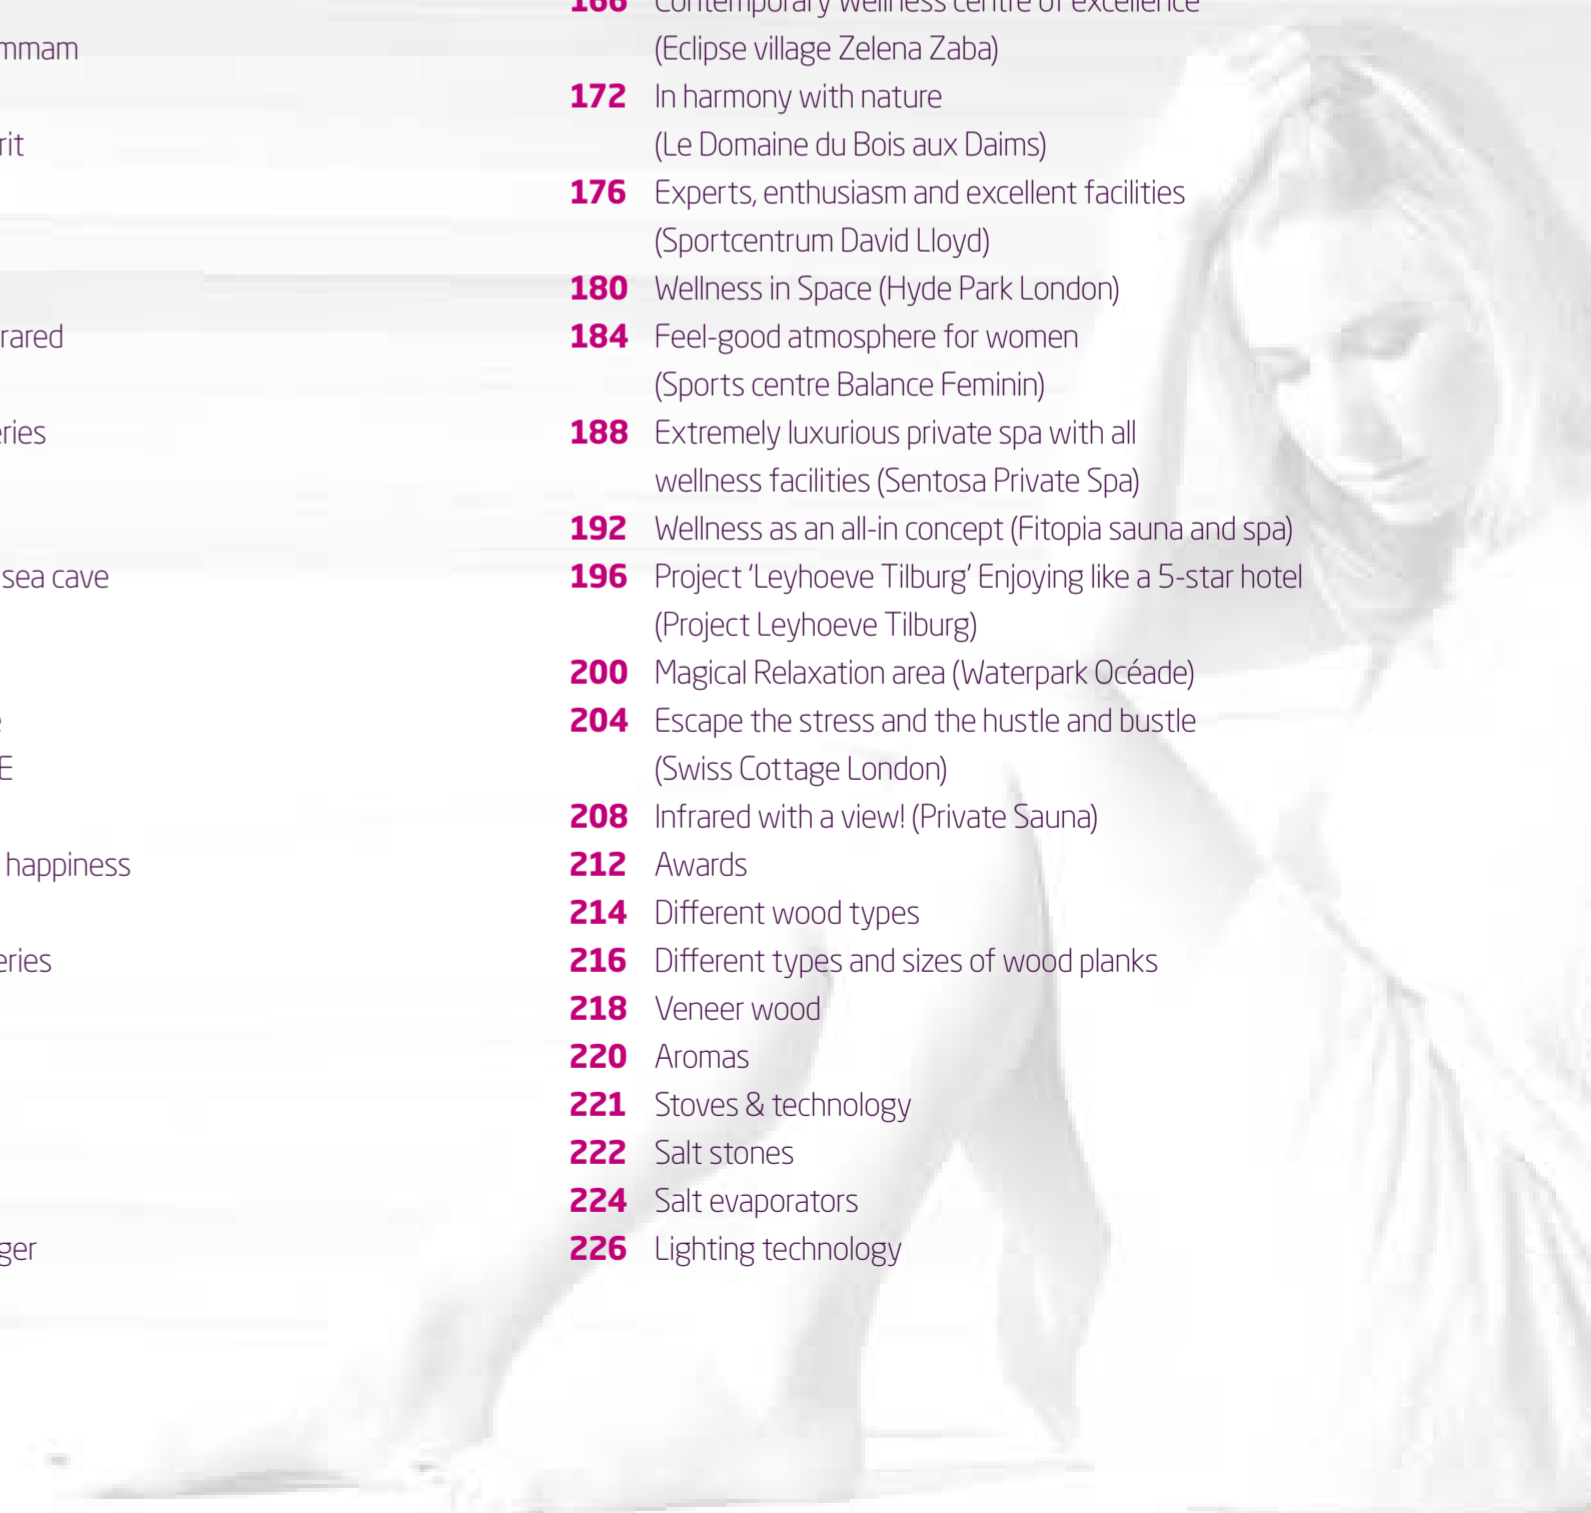 mmam
rit
rared
eries
sea cave
e
E
happiness
eries
ger
166 Contemporary wellness centre of excellence
(Eclipse village Zelena Zaba)
172 In harmony with nature
(Le Domaine du Bois aux Daims)
176 Experts, enthusiasm and excellent facilities
(Sportcentrum David Lloyd)
180 Wellness in Space (Hyde Park London)
184 Feel-good atmosphere for women
(Sports centre Balance Feminin)
188 Extremely luxurious private spa with all
wellness facilities (Sentosa Private Spa)
192 Wellness as an all-in concept (Fitopia sauna and spa)
196 Project ‘Leyhoeve Tilburg’ Enjoying like a 5-star hotel
(Project Leyhoeve Tilburg)
200 Magical Relaxation area (Waterpark Océade)
204 Escape the stress and the hustle and bustle
(Swiss Cottage London)
208 Infrared with a view! (Private Sauna)
212 Awards
214 Different wood types
216 Different types and sizes of wood planks
218 Veneer wood
220 Aromas
221 Stoves & technology
222 Salt stones
224 Salt evaporators
226 Lighting technology